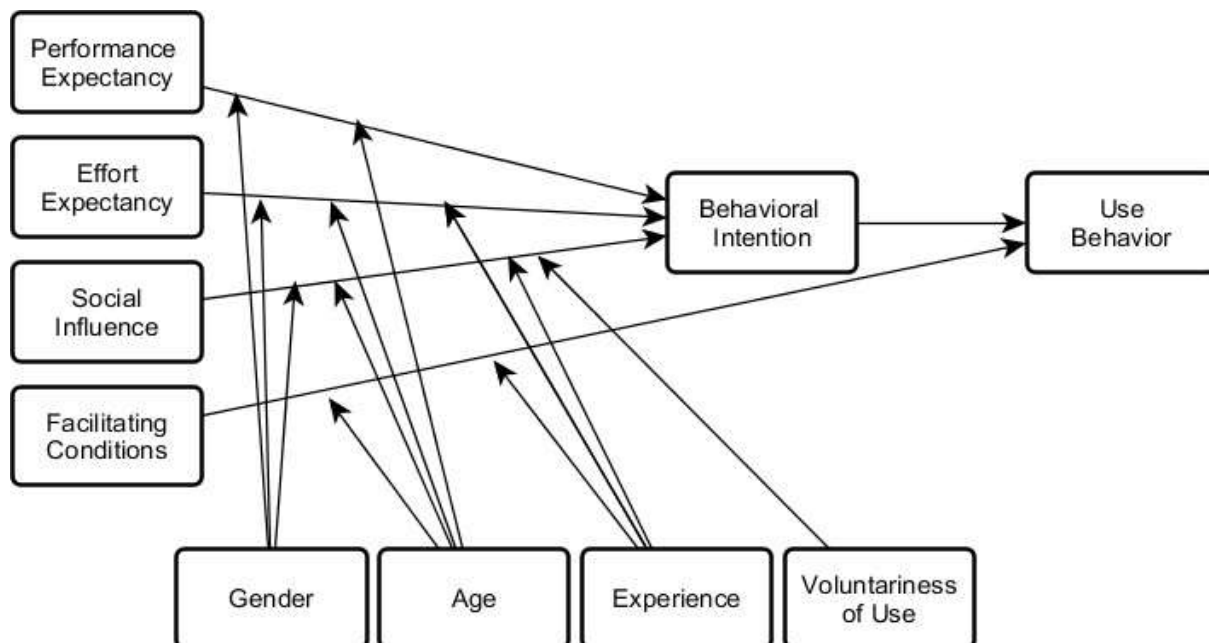 Performance
Expectancy
Effort
Expectancy
Social
Influence
Facilitating
Conditions
Behavioral
Intention
Use
Behavior
Gender
Age
Experience
Voluntariness
of Use